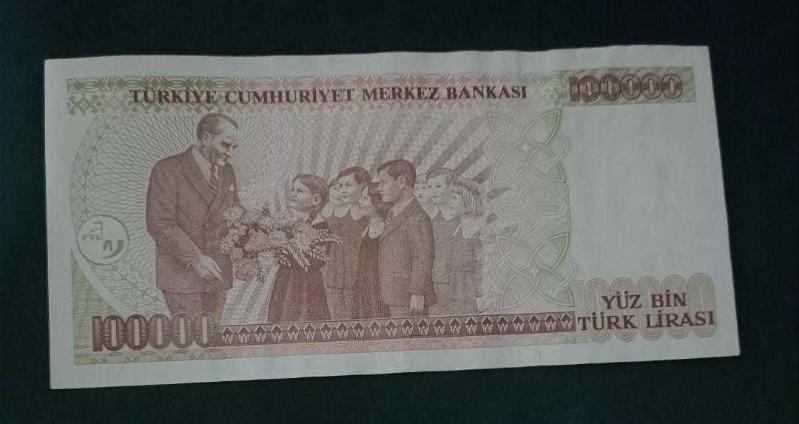 TÜRKİYE CUMHURİYET MERKEZ BANKASI
100000
100000
YÜZ BİN
TÜRK LİRASI